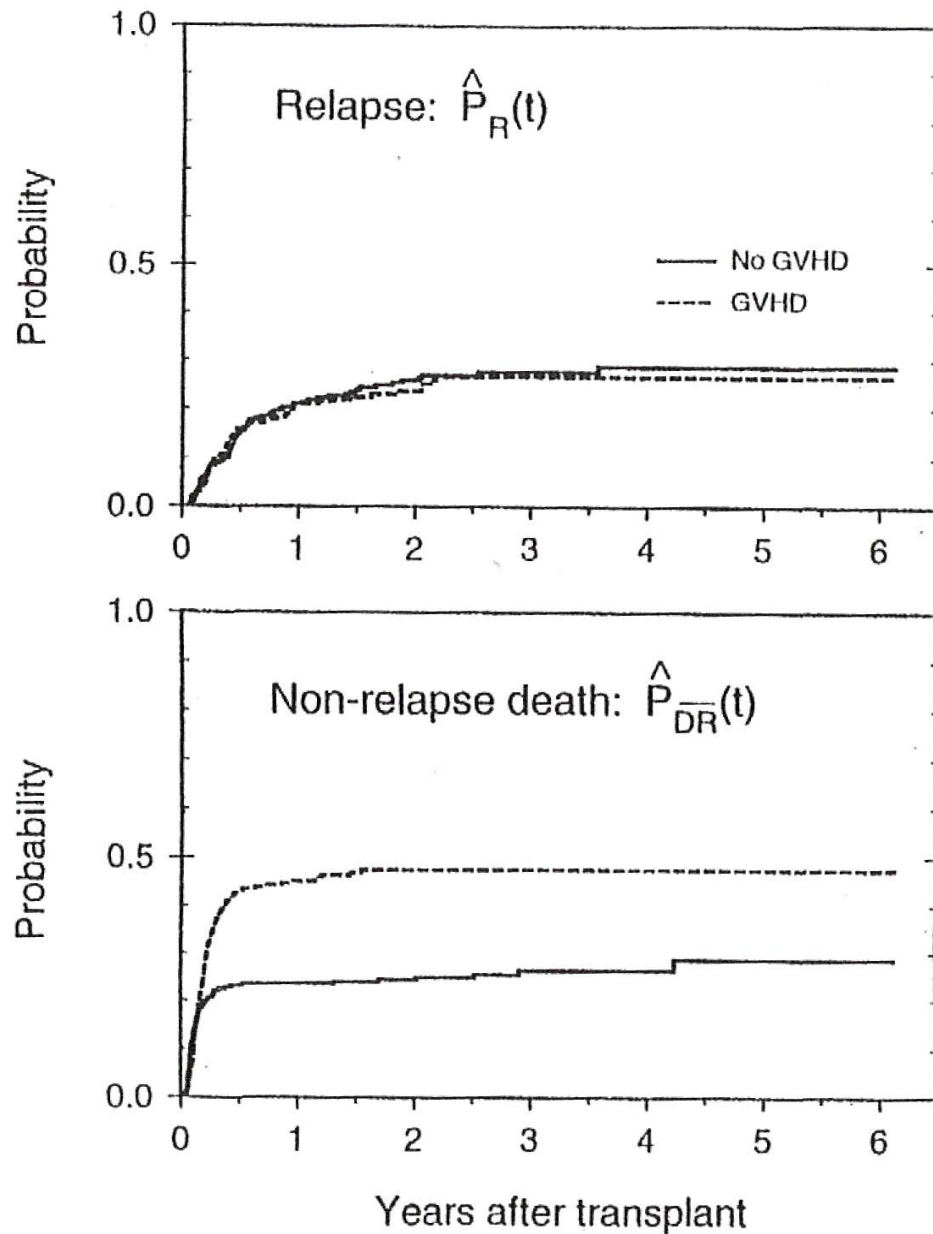 1.0
Relapse: P̂_R(t)
Probability
0.5
No GVHD
GVHD
0.0
0 1 2 3 4 5 6
1.0
Non-relapse death: P̂_D͞R͞(t)
Probability
0.5
0.0
0 1 2 3 4 5 6
Years after transplant